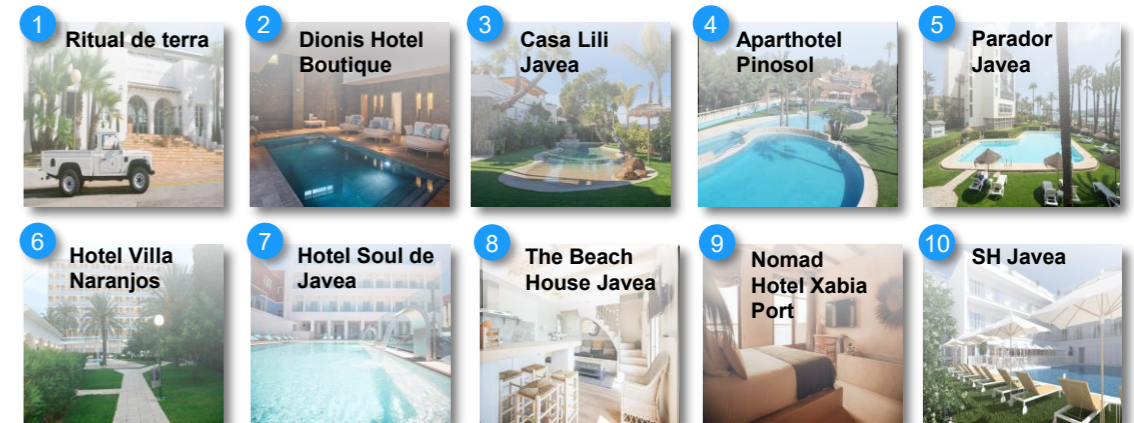 1
Ritual de terra
2
Dionis Hotel
Boutique
3
Casa Lili
Javea
4
Aparthotel
Pinosol
5
Parador
Javea
6
Hotel Villa
Naranjos
7
Hotel Soul de
Javea
8
The Beach
House Javea
9
Nomad
Hotel Xabia
Port
10
SH Javea